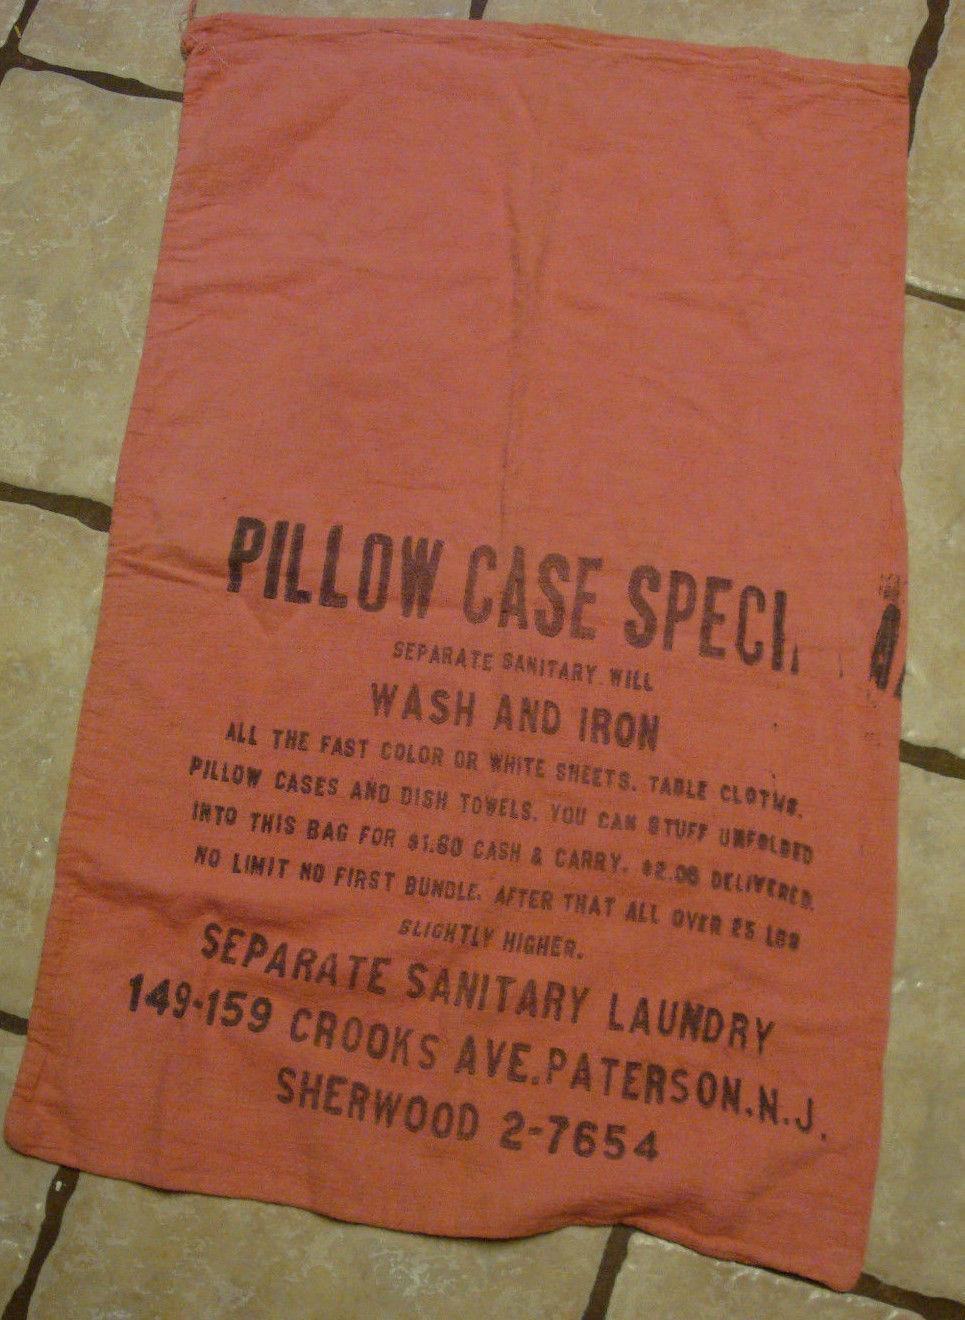 PILLOW CASE SPECI
SEPARATE SANITARY WILL
WASH AND IRON
ALL THE FAST COLOR OR WHITE SHEETS. TABLE CLOTHS.
PILLOW CASES AND DISH TOWELS. YOU CAN STUFF UNFOLDED
INTO THIS BAG FOR $1.60 CASH & CARRY. $2.06 DELIVERED.
NO LIMIT NO FIRST BUNDLE. AFTER THAT ALL OVER 25 LBS
SLIGHTLY HIGHER.
SEPARATE SANITARY LAUNDRY
149-159 CROOKS AVE. PATERSON. N.J.
SHERWOOD 2-7654